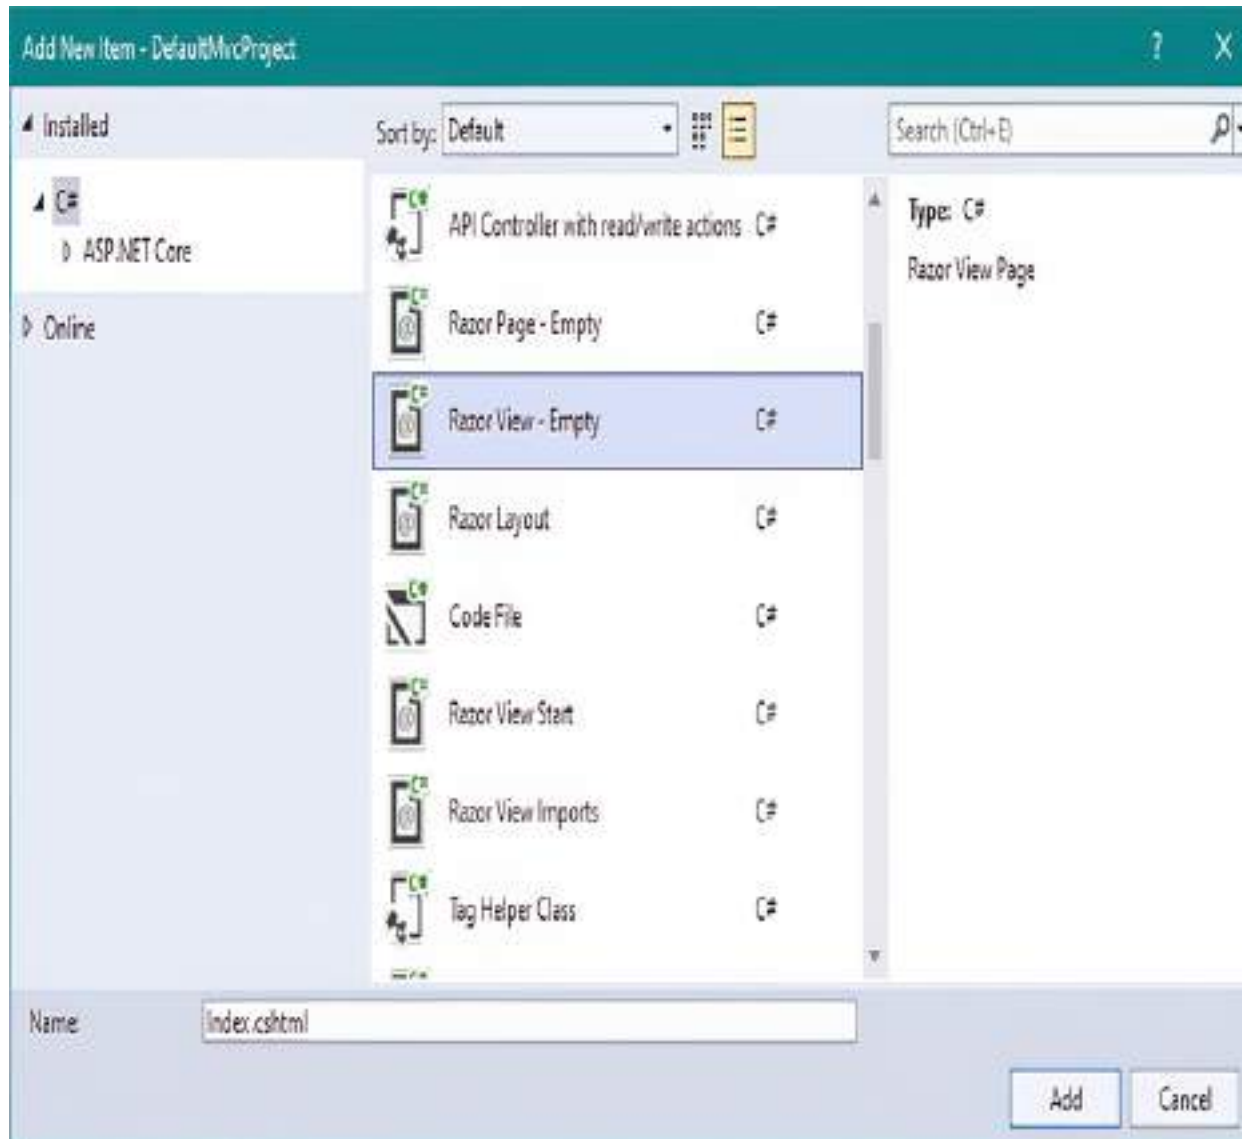 Add New Item - DefaultMvcProject
? X
Installed
C#
ASP.NET Core
Online
Sort by: Default
API Controller with read/write actions C#
Razor Page - Empty C#
Razor View - Empty C#
Razor Layout C#
Code File C#
Razor View Start C#
Razor View Imports C#
Tag Helper Class C#
Search (Ctrl+E)
Type: C#
Razor View Page
Name: Index.cshtml
Add Cancel